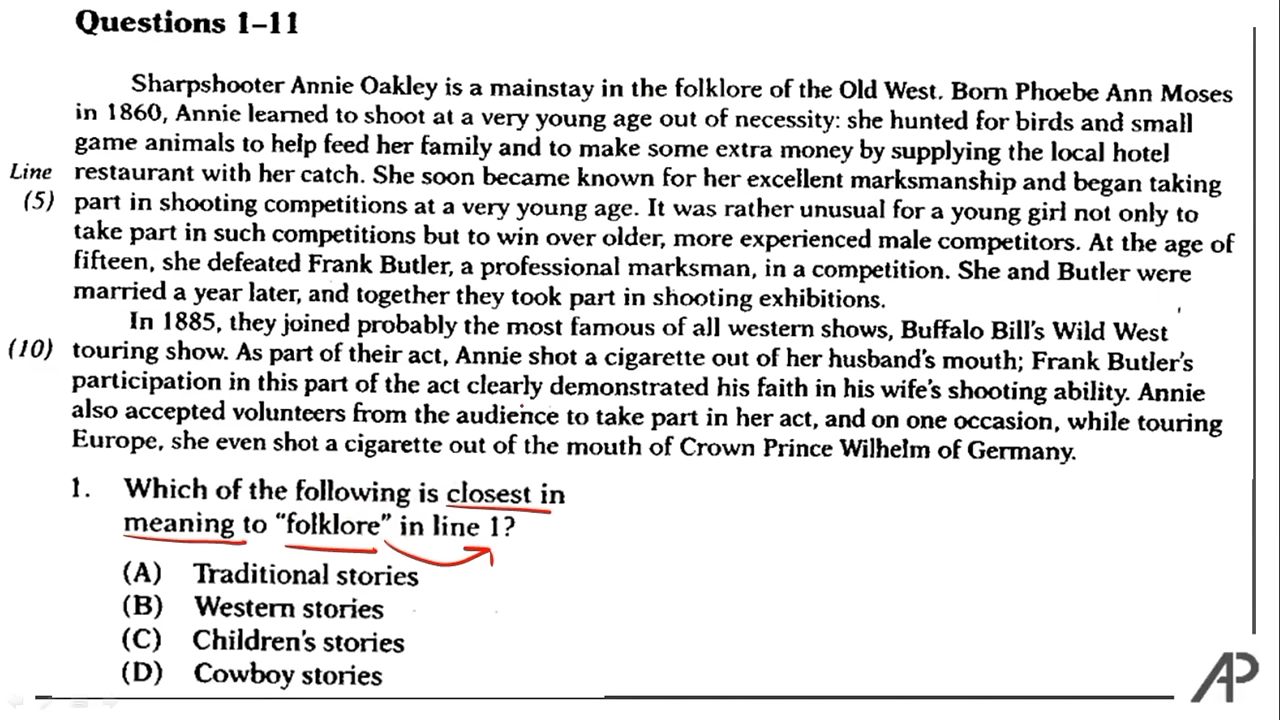 Questions 1–11
Sharpshooter Annie Oakley is a mainstay in the folklore of the Old West. Born Phoebe Ann Moses
in 1860, Annie learned to shoot at a very young age out of necessity: she hunted for birds and small
game animals to help feed her family and to make some extra money by supplying the local hotel
Line restaurant with her catch. She soon became known for her excellent marksmanship and began taking
(5) part in shooting competitions at a very young age. It was rather unusual for a young girl not only to
take part in such competitions but to win over older, more experienced male competitors. At the age of
fifteen, she defeated Frank Butler, a professional marksman, in a competition. She and Butler were
married a year later, and together they took part in shooting exhibitions.
In 1885, they joined probably the most famous of all western shows, Buffalo Bill's Wild West
(10) touring show. As part of their act, Annie shot a cigarette out of her husband's mouth; Frank Butler's
participation in this part of the act clearly demonstrated his faith in his wife's shooting ability. Annie
also accepted volunteers from the audience to take part in her act, and on one occasion, while touring
Europe, she even shot a cigarette out of the mouth of Crown Prince Wilhelm of Germany.
1. Which of the following is closest in
meaning to “folklore” in line 1?
(A) Traditional stories
(B) Western stories
(C) Children's stories
(D) Cowboy stories
AP